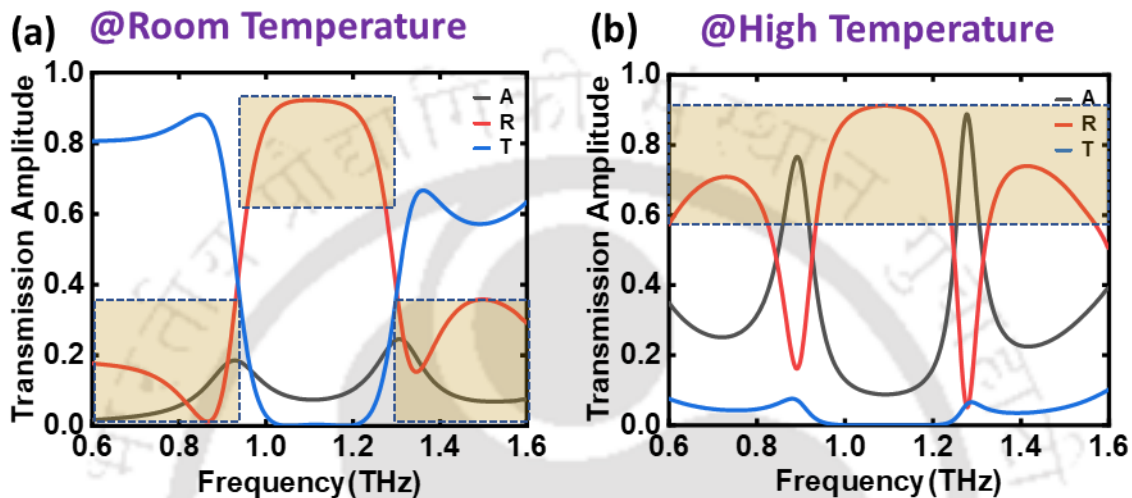 (a) @Room Temperature
(b) @High Temperature
Transmission Amplitude
1.0
0.8
0.6
0.4
0.2
0.0
A
R
T
0.6 0.8 1.0 1.2 1.4 1.6
Frequency (THz)
Transmission Amplitude
1.0
0.8
0.6
0.4
0.2
0.0
A
R
T
0.6 0.8 1.0 1.2 1.4 1.6
Frequency (THz)